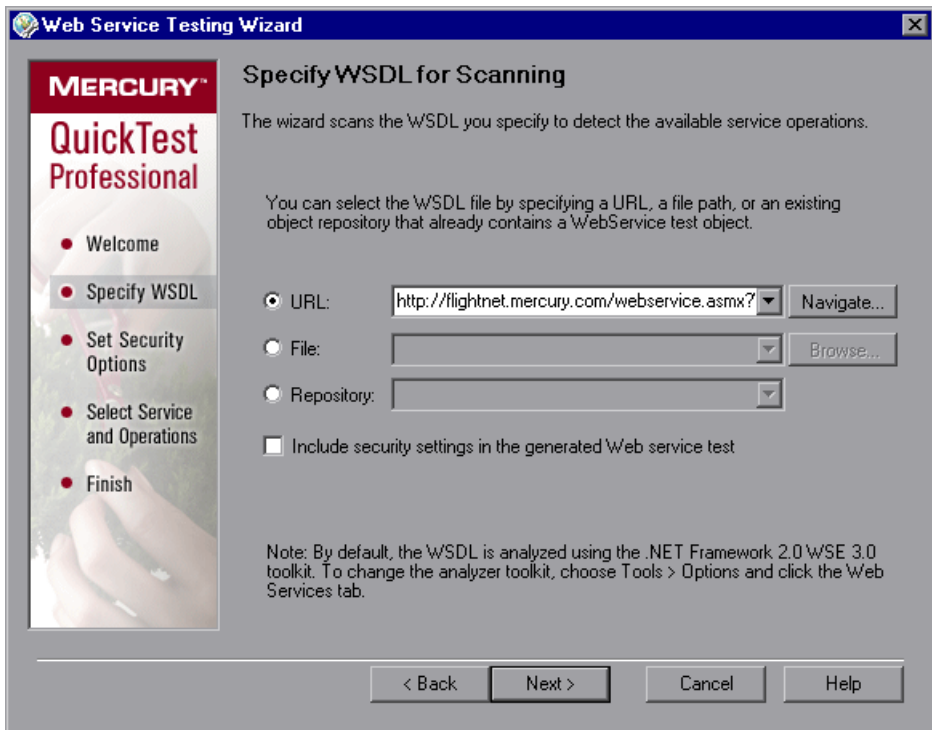 Web Service Testing Wizard
MERCURY™
QuickTest
Professional
Welcome
Specify WSDL
Set Security
Options
Select Service
and Operations
Finish
Specify WSDL for Scanning
The wizard scans the WSDL you specify to detect the available service operations.
You can select the WSDL file by specifying a URL, a file path, or an existing
object repository that already contains a WebService test object.
URL: http://flightnet.mercury.com/webservice.asmx? Navigate...
File: Browse...
Repository:
Include security settings in the generated Web service test
Note: By default, the WSDL is analyzed using the .NET Framework 2.0 WSE 3.0
toolkit. To change the analyzer toolkit, choose Tools > Options and click the Web
Services tab.
< Back Next > Cancel Help